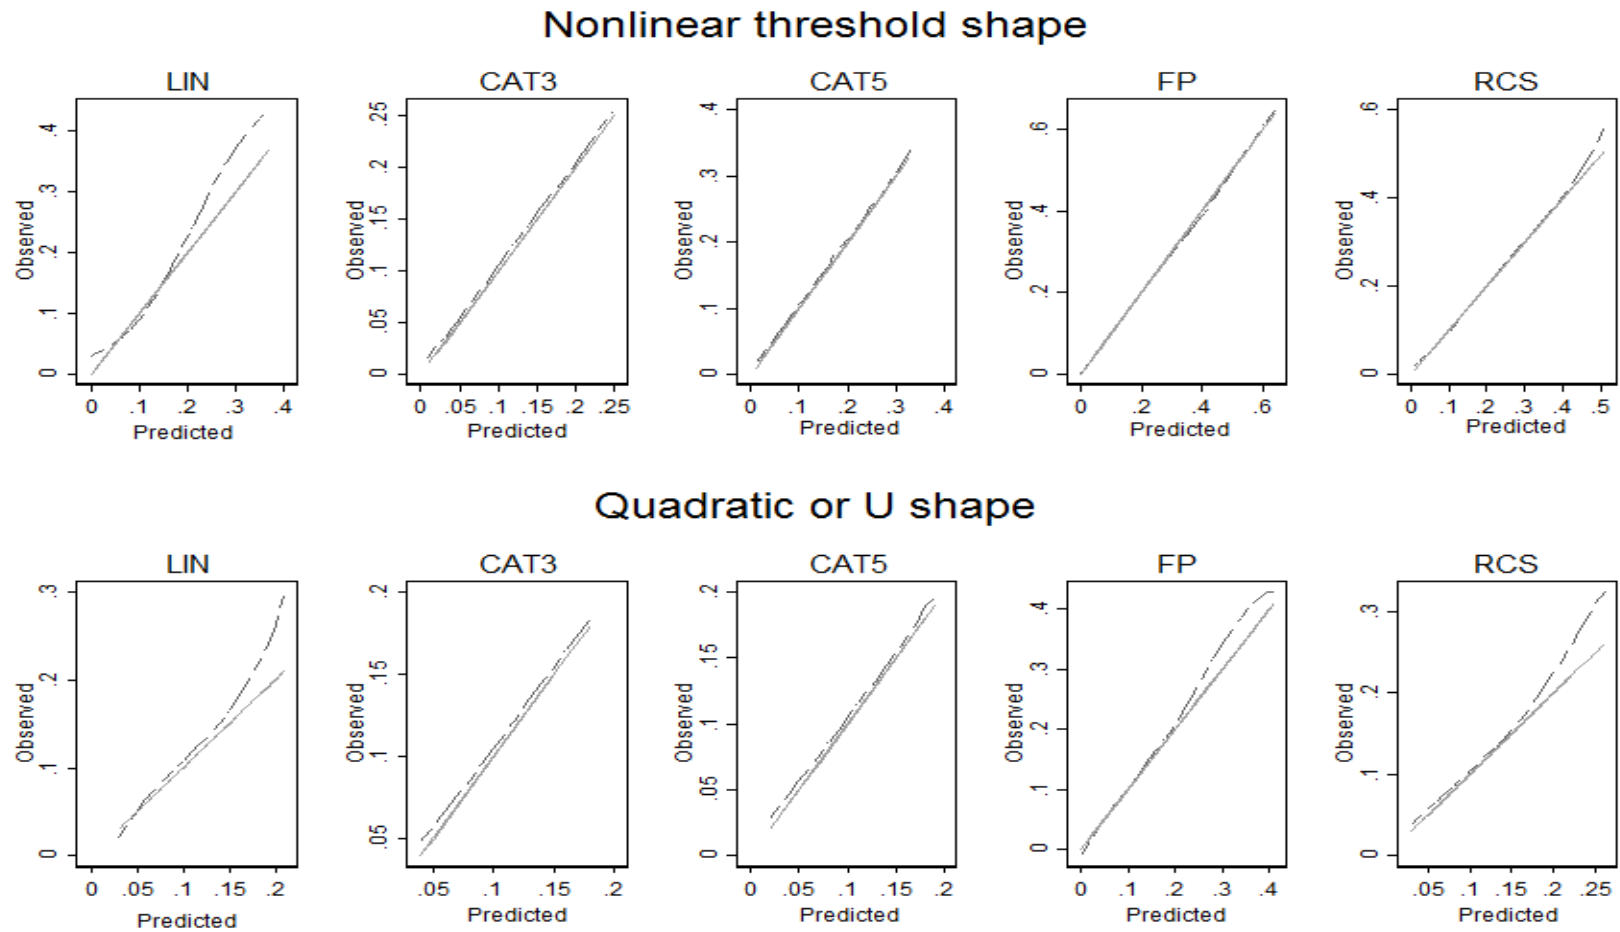 Nonlinear threshold shape
LIN CAT3 CAT5 FP RCS
Observed Observed Observed Observed Observed
.4 .3 .2 .1 0
.25 .2 .15 .1 .05 0
.4 .3 .2 .1 0
.6 .4 .2 0
.6 .4 .2 0
0 .1 .2 .3 .4
0 .05 .1 .15 .2 .25
0 .1 .2 .3 .4
0 .2 .4 .6
0 .1 .2 .3 .4 .5
Predicted Predicted Predicted Predicted Predicted
Quadratic or U shape
LIN CAT3 CAT5 FP RCS
Observed Observed Observed Observed Observed
.3 .2 .1 0
.2 .15 .1 .05
.2 .15 .1 .05 0
.4 .3 .2 .1 0
.3 .2 .1 0
0 .05 .1 .15 .2
.05 .1 .15 .2
0 .05 .1 .15 .2
0 .1 .2 .3 .4
.05 .1 .15 .2 .25
Predicted Predicted Predicted Predicted Predicted